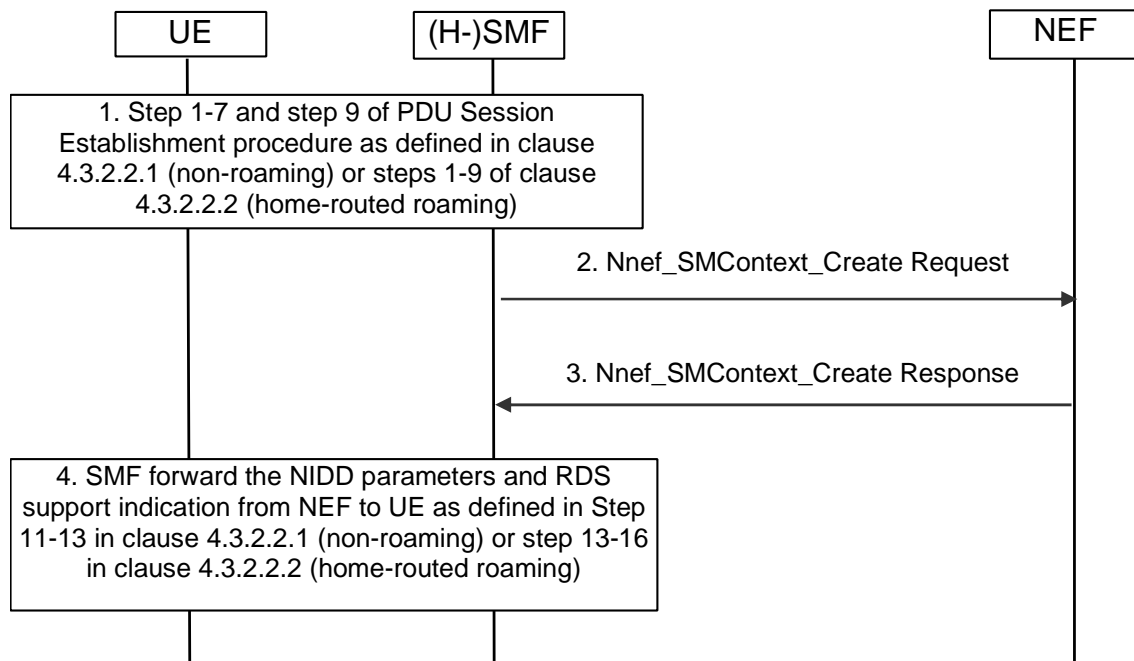 UE
(H-)SMF
NEF
1. Step 1-7 and step 9 of PDU Session
Establishment procedure as defined in clause
4.3.2.2.1 (non-roaming) or steps 1-9 of clause
4.3.2.2.2 (home-routed roaming)
2. Nnef_SMContext_Create Request
3. Nnef_SMContext_Create Response
4. SMF forward the NIDD parameters and RDS
support indication from NEF to UE as defined in Step
11-13 in clause 4.3.2.2.1 (non-roaming) or step 13-16
in clause 4.3.2.2.2 (home-routed roaming)